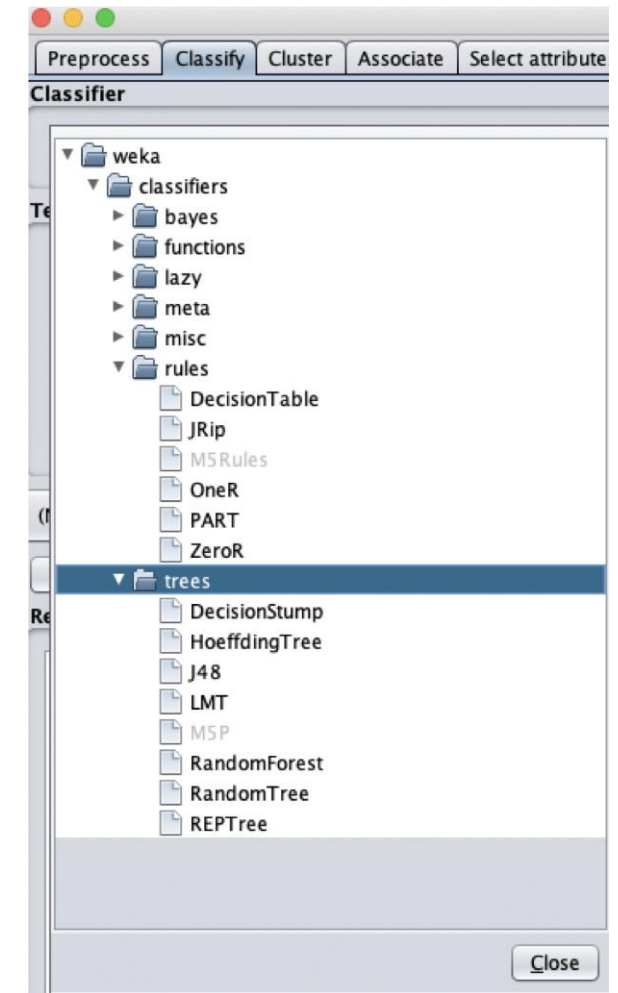 Preprocess Classify Cluster Associate Select attribute
Classifier
weka
classifiers
bayes
functions
lazy
meta
misc
rules
DecisionTable
JRip
M5Rules
OneR
PART
ZeroR
trees
DecisionStump
HoeffdingTree
J48
LMT
M5P
RandomForest
RandomTree
REPTree
Close